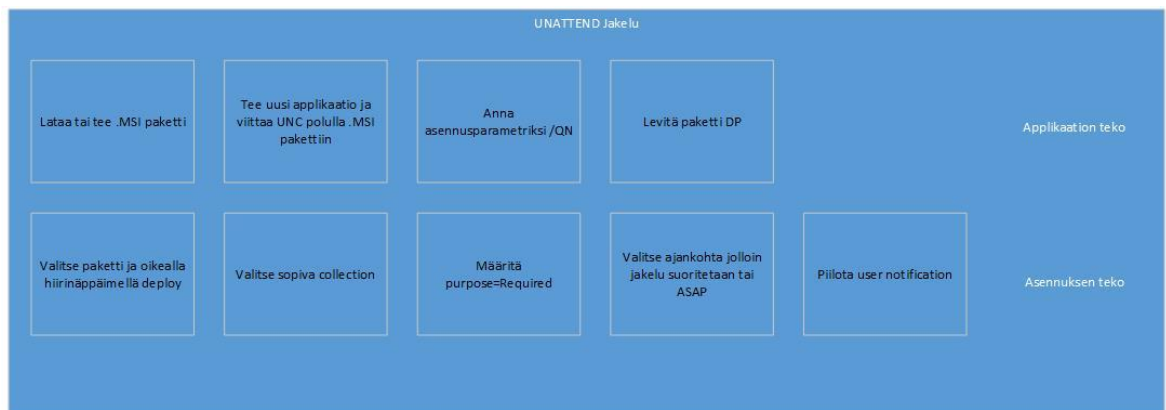 UNATTEND Jakelu
Lataa tai tee .MSI paketti
Tee uusi applikaatio ja
viittaa UNC polulla .MSI
pakettiin
Anna
asennusparametriksi /QN
Levitä paketti DP
Applikaation teko
Valitse paketti ja oikealla
hiirinäppäimellä deploy
Valitse sopiva collection
Määritä
purpose=Required
Valitse ajankohta jolloin
jakelu suoritetaan tai
ASAP
Piilota user notification
Asennuksen teko